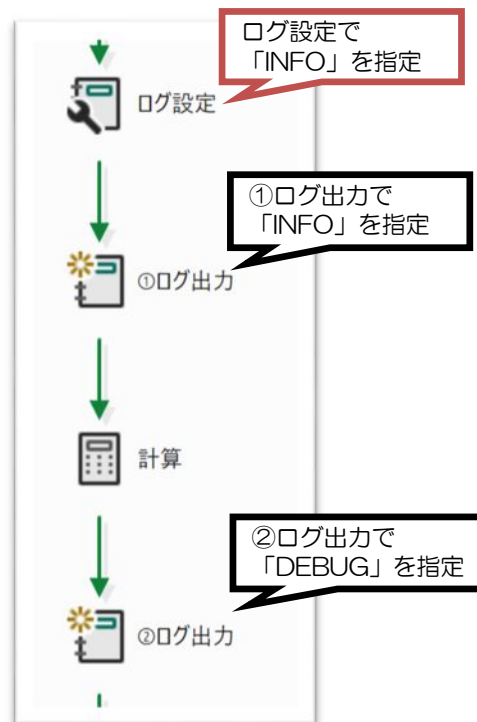 ログ設定で
「INFO」を指定
ログ設定
①ログ出力で
「INFO」を指定
①ログ出力
計算
②ログ出力で
「DEBUG」を指定
②ログ出力